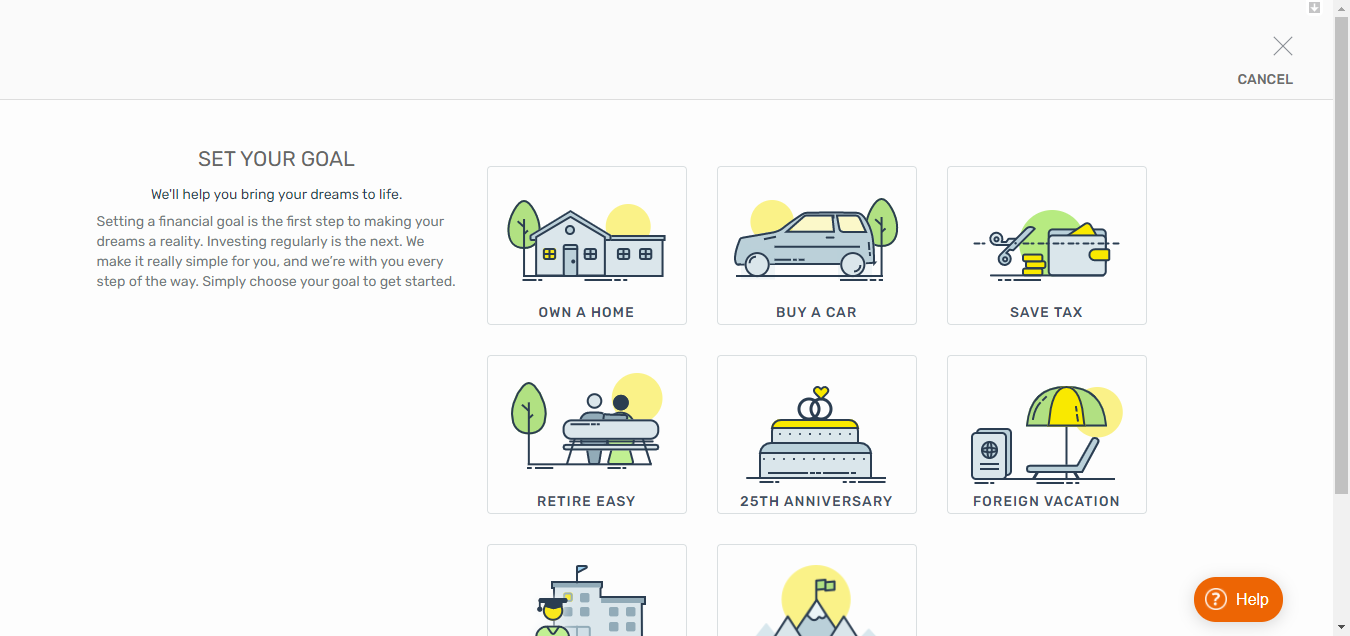 CANCEL
SET YOUR GOAL
We'll help you bring your dreams to life.
Setting a financial goal is the first step to making your
dreams a reality. Investing regularly is the next. We
make it really simple for you, and we’re with you every
step of the way. Simply choose your goal to get started.
OWN A HOME
BUY A CAR
SAVE TAX
RETIRE EASY
25TH ANNIVERSARY
FOREIGN VACATION
? Help